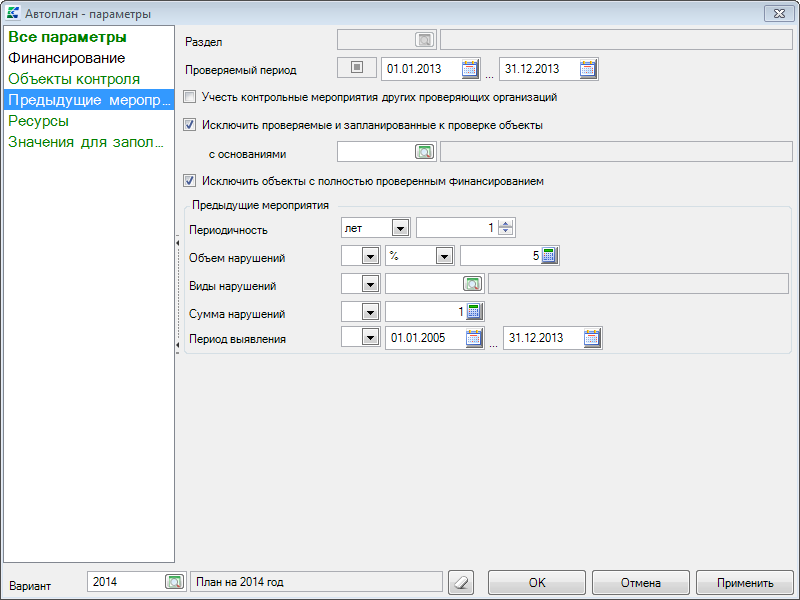 Автоплан - параметры
Все параметры
Финансирование
Объекты контроля
Предыдущие меропр...
Ресурсы
Значения для запол...
Раздел
Проверяемый период 01.01.2013 ... 31.12.2013
Учесть контрольные мероприятия других проверяющих организаций
Исключить проверяемые и запланированные к проверке объекты
с основаниями
Исключить объекты с полностью проверенным финансированием
Предыдущие мероприятия
Периодичность лет 1
Объем нарушений % 5
Виды нарушений
Сумма нарушений 1
Период выявления 01.01.2005 ... 31.12.2013
Вариант 2014 План на 2014 год OK Отмена Применить